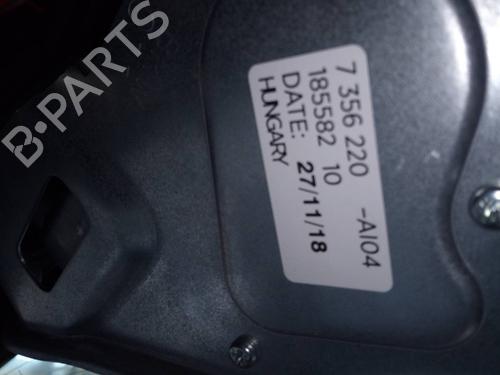 7 356 220 -AI04
185582 10
DATE: 27/11/18
HUNGARY
B-PARTS